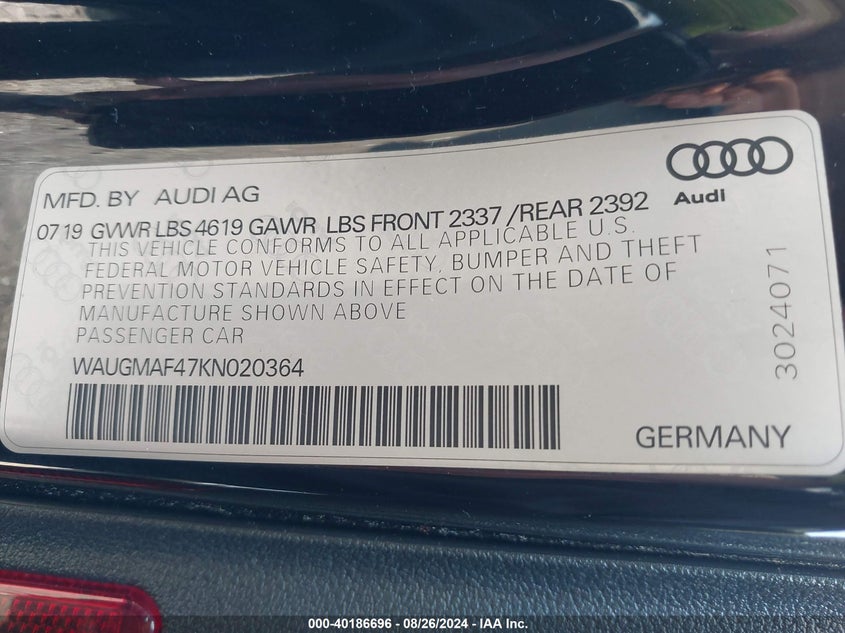 MFD. BY AUDI AG
Audi
07 19 GVWR LBS 4619 GAWR LBS FRONT 2337 /REAR 2392
THIS VEHICLE CONFORMS TO ALL APPLICABLE U.S.
FEDERAL MOTOR VEHICLE SAFETY, BUMPER AND THEFT
PREVENTION STANDARDS IN EFFECT ON THE DATE OF
MANUFACTURE SHOWN ABOVE
PASSENGER CAR
WAUGMAF47KN020364
3024071
GERMANY
000-40186696 - 08/26/2024 - IAA Inc.